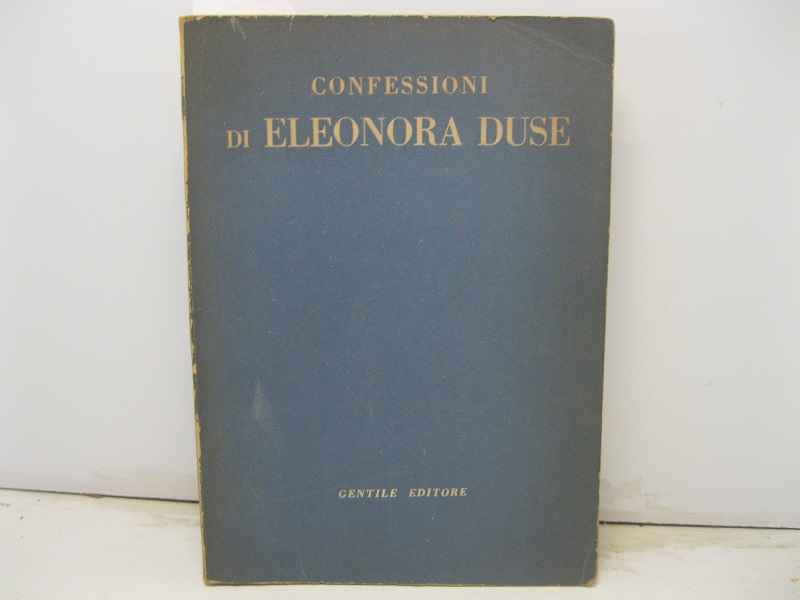 CONFESSIONI
DI ELEONORA DUSE
GENTILE EDITORE